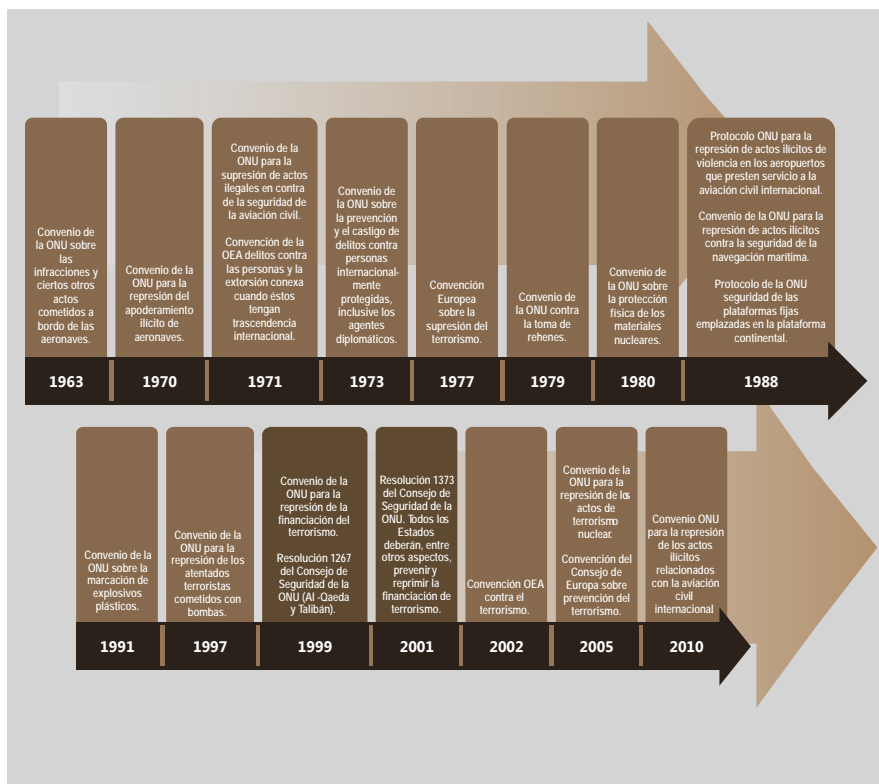 Convenio de
la ONU sobre
las
infracciones y
ciertos otros
actos
cometidos a
bordo de las
aeronaves.
1963
Convenio de la
ONU para la
represión del
apoderamiento
ilícito de
aeronaves.
1970
Convenio de la
ONU para la
supresión de actos
ilegales en contra
de la seguridad de
la aviación civil.
Convención de la
OEA delitos contra
las personas y la
extorsión conexa
cuando éstos
tengan
trascendencia
internacional.
1971
Convenio de la
ONU sobre
la prevención
y el castigo de
delitos contra
personas
internacional-
mente
protegidas,
inclusive los
agentes
diplomáticos.
1973
Convención
Europea
sobre la
supresión del
terrorismo.
1977
Convenio de
la ONU contra
la toma de
rehenes.
1979
Convenio de
la ONU sobre
la protección
física de los
materiales
nucleares.
1980
Protocolo ONU para la
represión de actos ilícitos de
violencia en los aeropuertos
que presten servicio a la
aviación civil internacional.
Convenio de la ONU para la
represión de actos ilícitos
contra la seguridad de la
navegación marítima.
Protocolo de la ONU
seguridad de las
plataformas fijas
emplazadas en la plataforma
continental.
1988
Convenio de la
ONU sobre la
marcación de
explosivos
plásticos.
1991
Convenio de la
ONU para la
represión de los
atentados
terroristas
cometidos con
bombas.
1997
Convenio de la
ONU para la
represión de la
financiación del
terrorismo.
Resolución 1267
del Consejo de
Seguridad de la
ONU (Al -Qaeda
y Talibán).
1999
Resolución 1373
del Consejo de
Seguridad de la
ONU. Todos los
Estados
deberán, entre
otros aspectos,
prevenir y
reprimir la
financiación de
terrorismo.
2001
Convención OEA
contra el
terrorismo.
2002
Convenio de la
ONU para la
represión de los
actos de
terrorismo
nuclear.
Convención del
Consejo de
Europa sobre
prevención del
terrorismo.
2005
Convenio ONU
para la represión
de los actos
ilícitos
relacionados
con la aviación
civil
internacional
2010